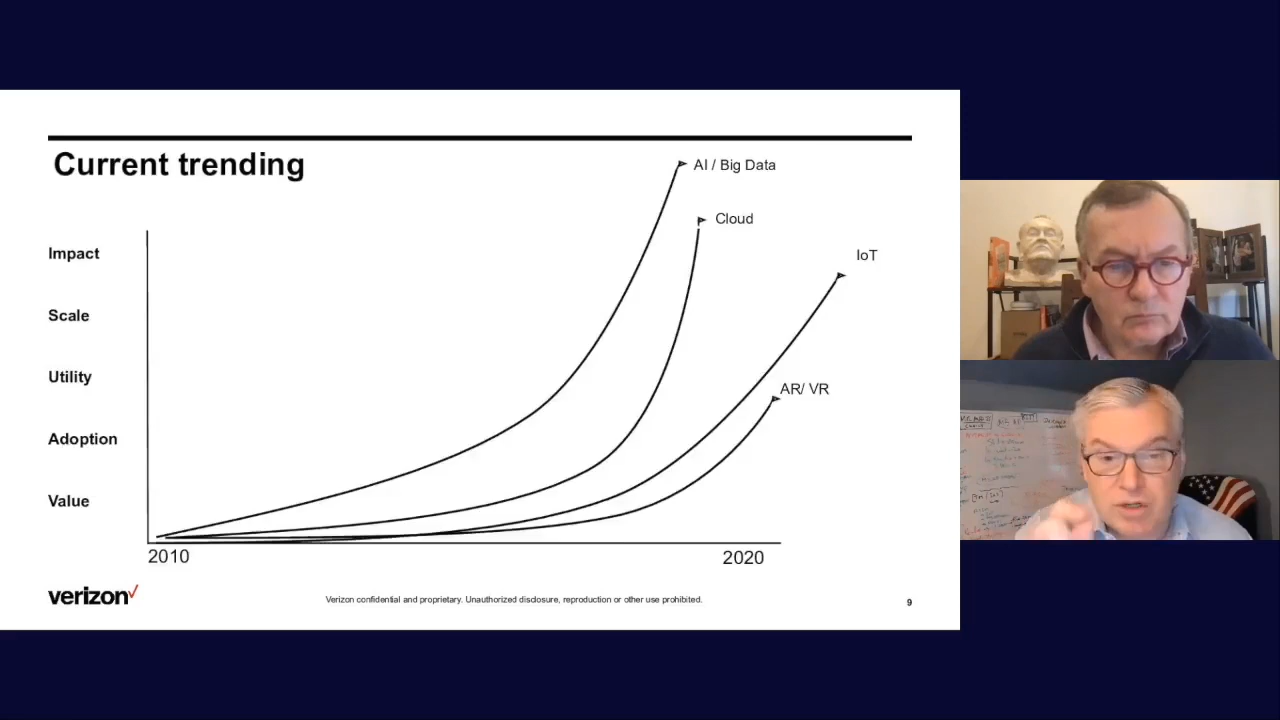 Current trending
AI / Big Data
Cloud
IoT
AR/ VR
Impact
Scale
Utility
Adoption
Value
2010
2020
verizon✓
Verizon confidential and proprietary. Unauthorized disclosure, reproduction or other use prohibited.
9